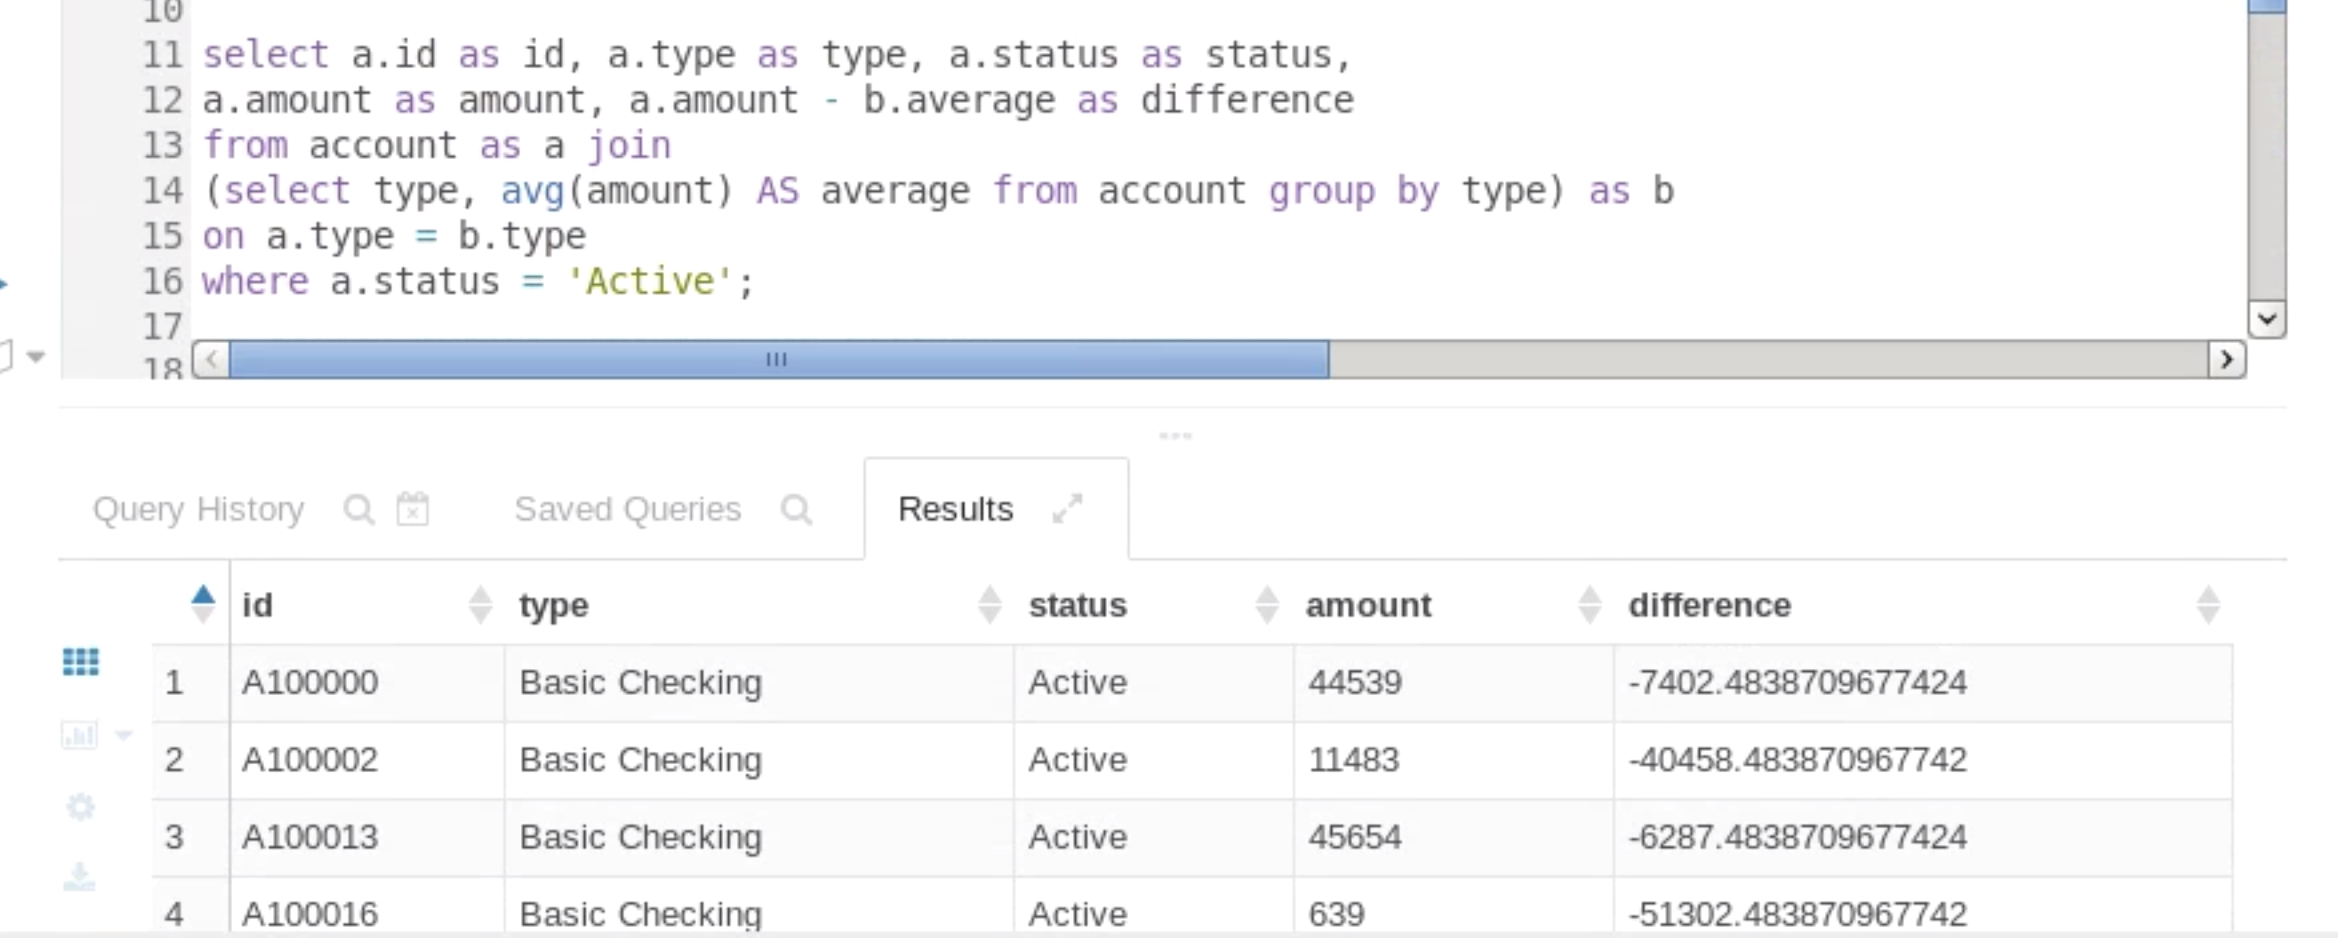 10
11 select a.id as id, a.type as type, a.status as status,
12 a.amount as amount, a.amount - b.average as difference
13 from account as a join
14 (select type, avg(amount) AS average from account group by type) as b
15 on a.type = b.type
16 where a.status = 'Active';
17
18
Query History Saved Queries Results
id type status amount difference
1 A100000 Basic Checking Active 44539 -7402.4838709677424
2 A100002 Basic Checking Active 11483 -40458.483870967742
3 A100013 Basic Checking Active 45654 -6287.4838709677424
4 A100016 Basic Checking Active 639 -51302.483870967742